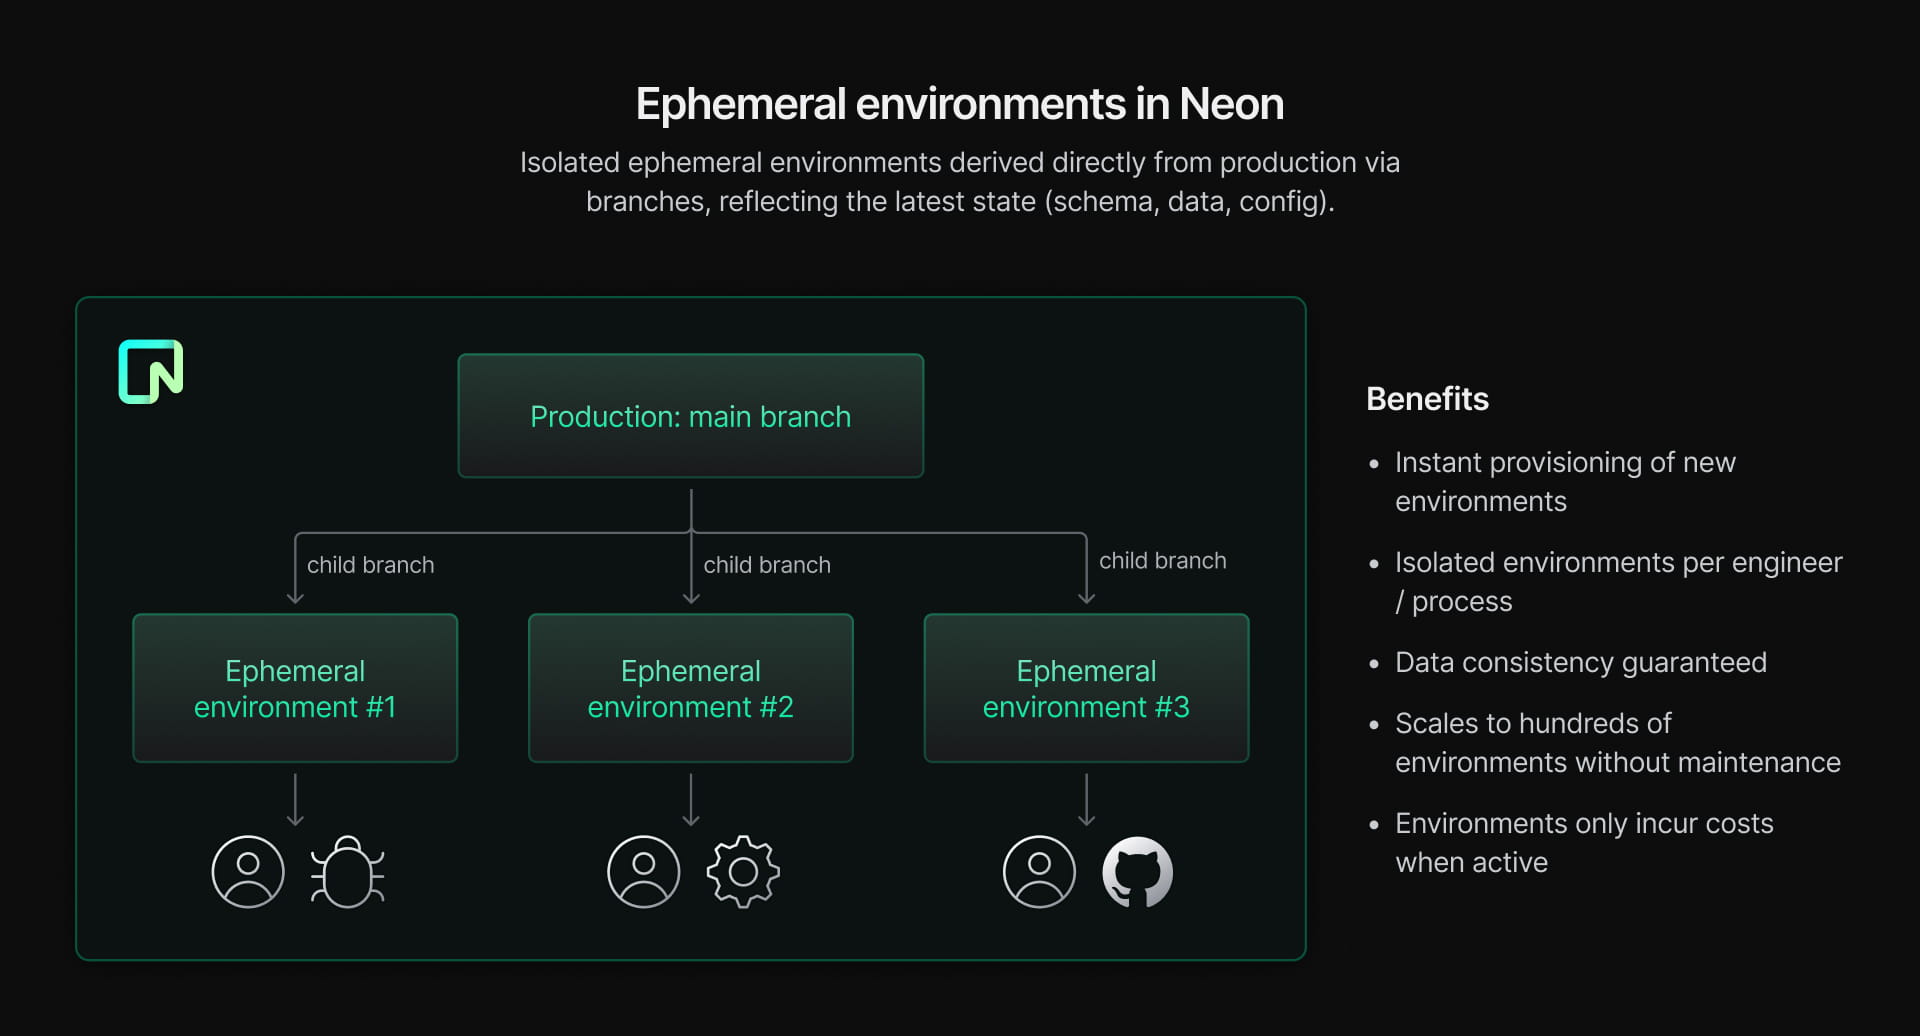 Ephemeral environments in Neon
Isolated ephemeral environments derived directly from production via
branches, reflecting the latest state (schema, data, config).
Production: main branch
child branch
child branch
child branch
Ephemeral
environment #1
Ephemeral
environment #2
Ephemeral
environment #3
Benefits
• Instant provisioning of new
environments
• Isolated environments per engineer
/ process
• Data consistency guaranteed
• Scales to hundreds of
environments without maintenance
• Environments only incur costs
when active